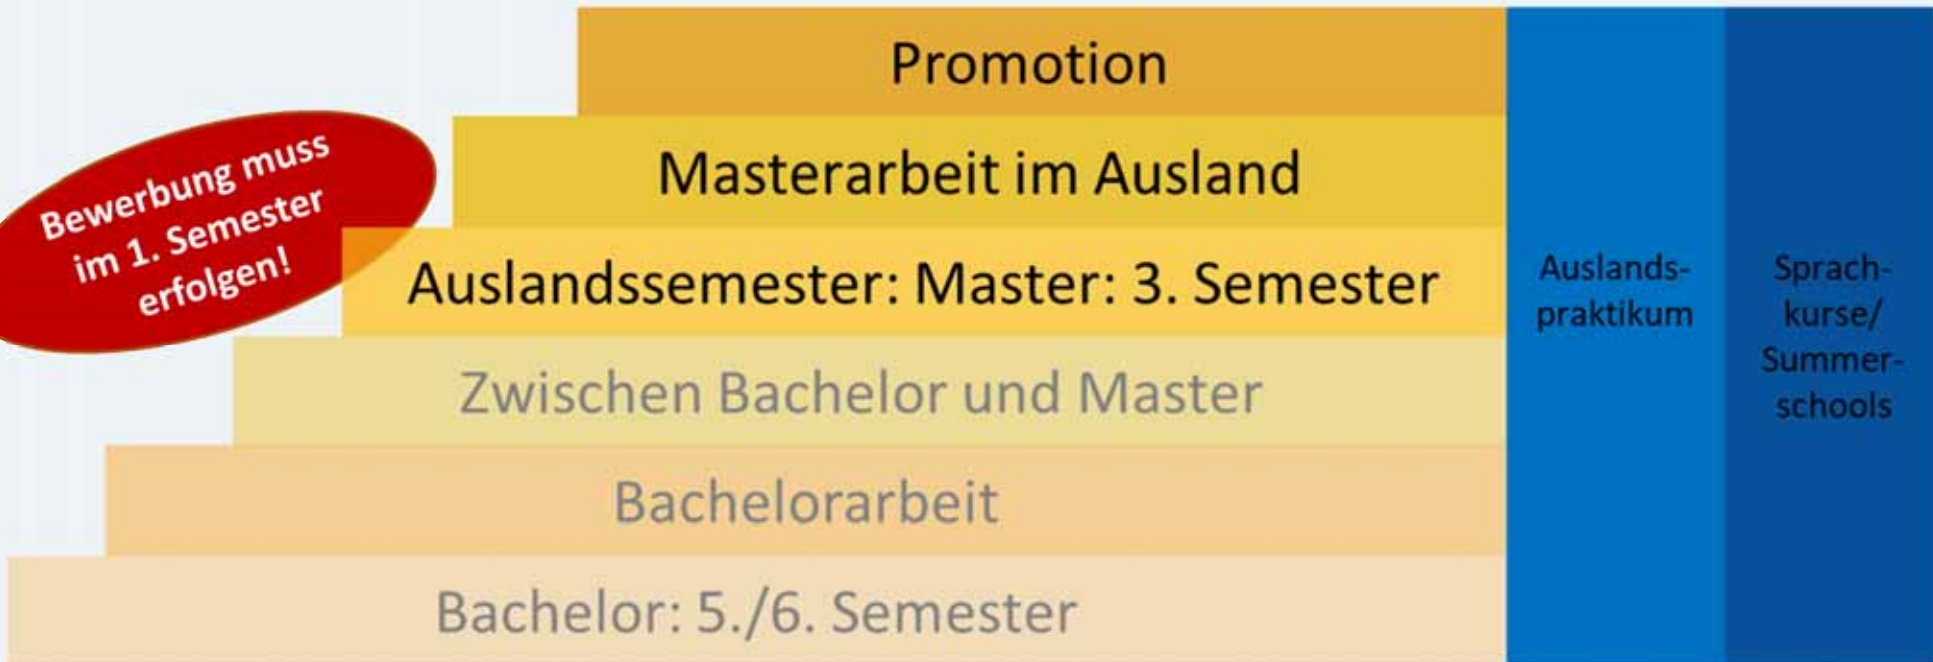 Promotion
Bewerbung muss
im 1. Semester
erfolgen!
Masterarbeit im Ausland
Auslandssemester: Master: 3. Semester
Zwischen Bachelor und Master
Bachelorarbeit
Bachelor: 5./6. Semester
Auslands-
praktikum
Sprach-
kurse/
Summer-
schools